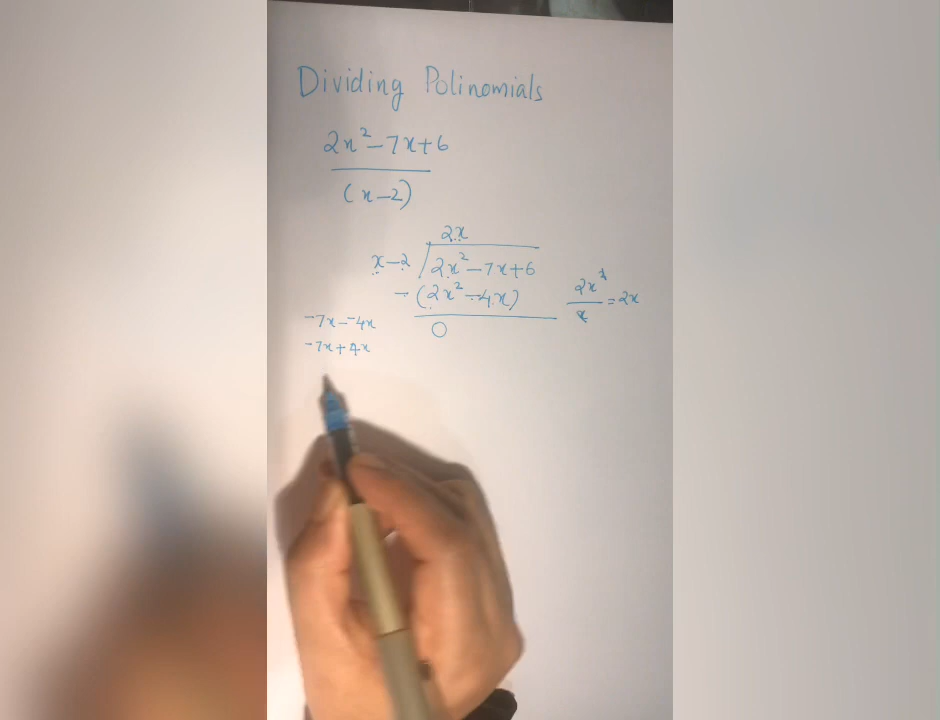 Dividing Polinomials
2x²-7x+6
(x-2)
2x
x-2 2x²-7x+6
-(2x²-4x)
2x²
x
=2x
-7x--4x
0
-7x+4x